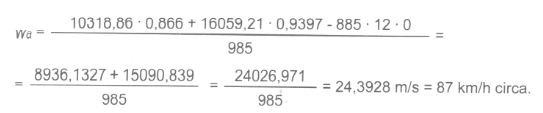 Wa = 10318,86 · 0,866 + 16059,21 · 0,9397 - 885 · 12 · 0 / 985 =
= 8936,1327 + 15090,839 / 985 = 24026,971 / 985 = 24,3928 m/s = 87 km/h circa.